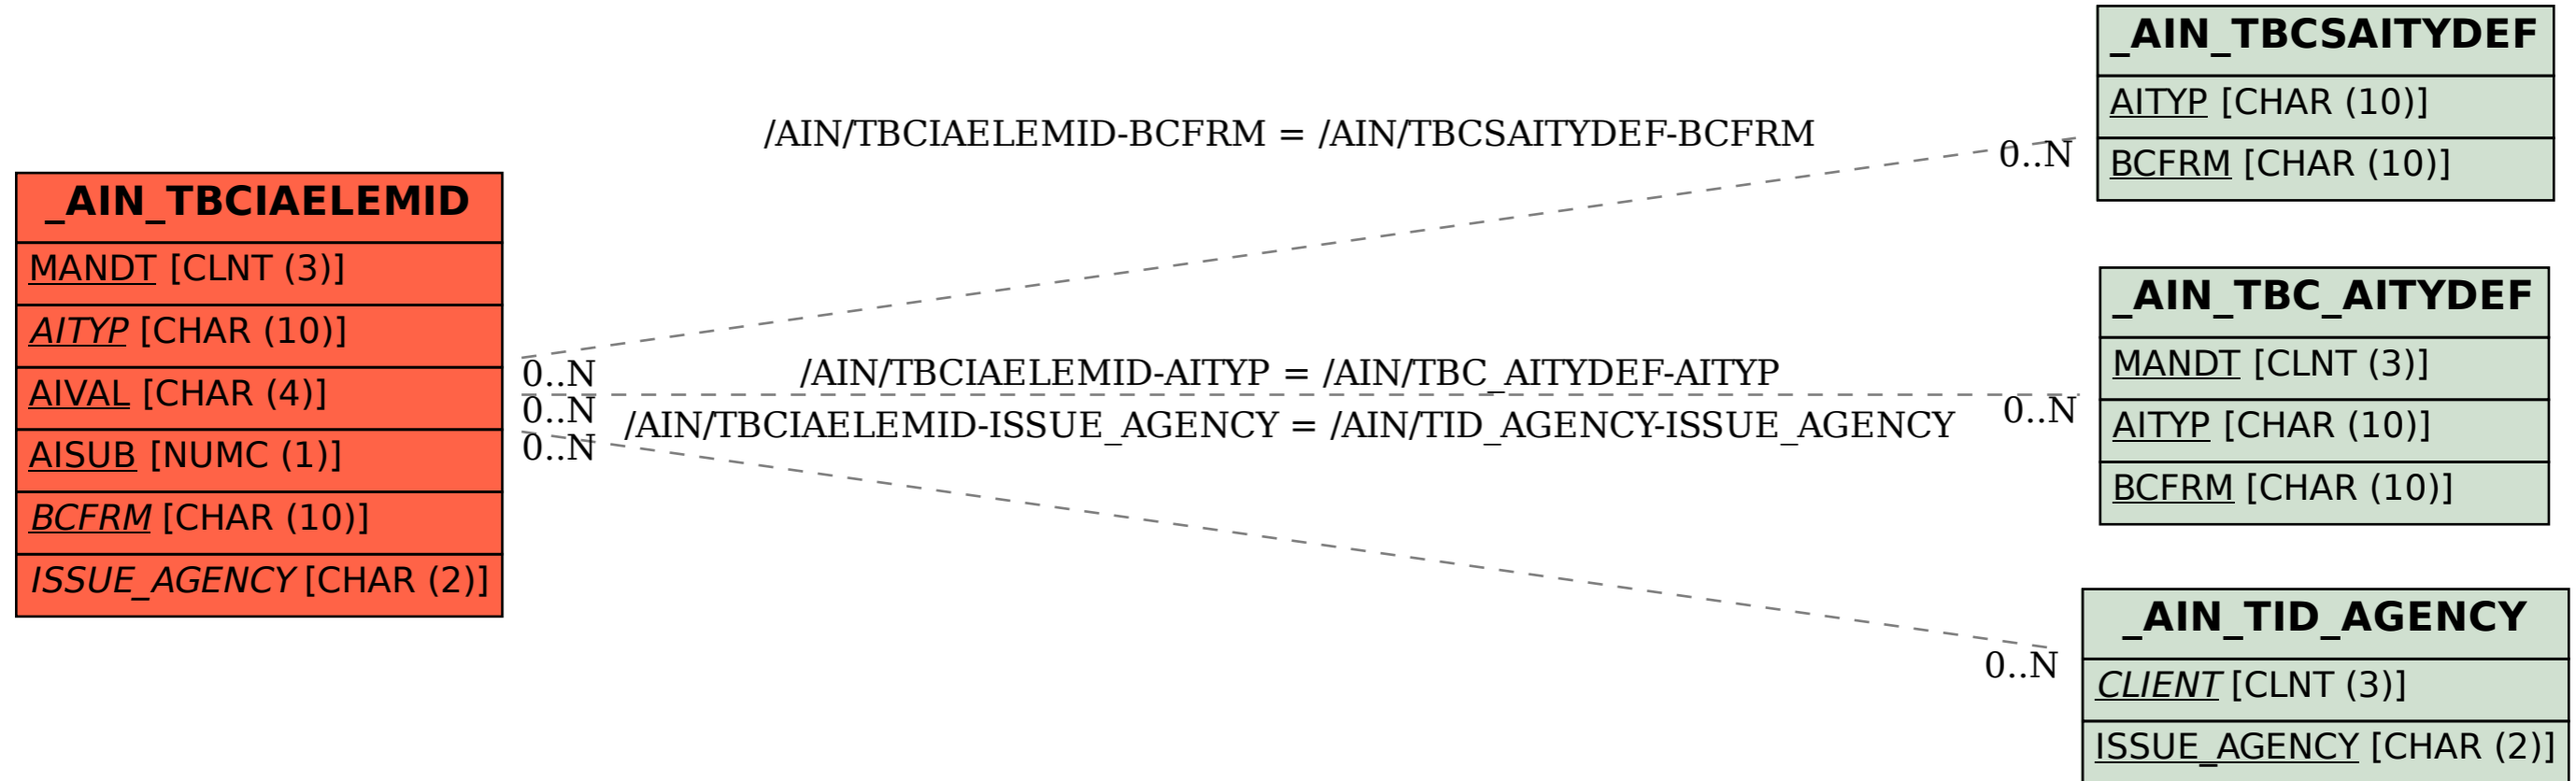 _AIN_TBCIAELEMID
MANDT [CLNT (3)]
AITYP [CHAR (10)]
AIVAL [CHAR (4)]
AISUB [NUMC (1)]
BCFRM [CHAR (10)]
ISSUE_AGENCY [CHAR (2)]
/AIN/TBCIAELEMID-BCFRM = /AIN/TBCSAITYDEF-BCFRM
0..N
0..N
/AIN/TBCIAELEMID-AITYP = /AIN/TBC_AITYDEF-AITYP
0..N
0..N
/AIN/TBCIAELEMID-ISSUE_AGENCY = /AIN/TID_AGENCY-ISSUE_AGENCY
0..N
0..N
_AIN_TBCSAITYDEF
AITYP [CHAR (10)]
BCFRM [CHAR (10)]
_AIN_TBC_AITYDEF
MANDT [CLNT (3)]
AITYP [CHAR (10)]
BCFRM [CHAR (10)]
_AIN_TID_AGENCY
CLIENT [CLNT (3)]
ISSUE_AGENCY [CHAR (2)]